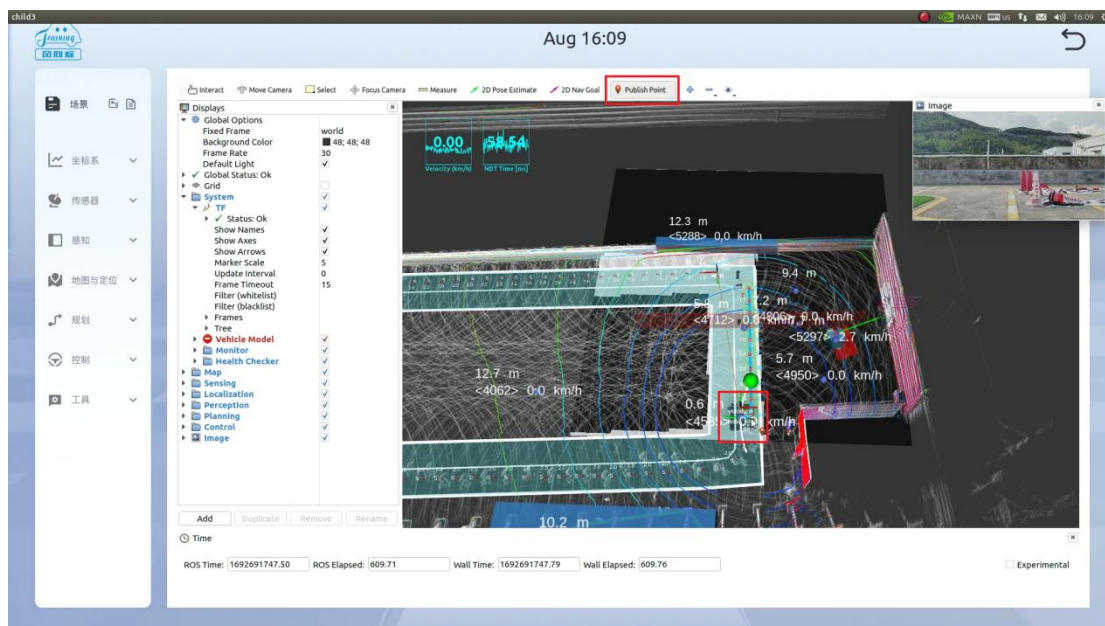 child3
MAXN
us
16:09
Training
风向标
Aug 16:09
场景
坐标系
传感器
感知
地图与定位
规划
控制
工具
Interact Move Camera Select Focus Camera Measure 2D Pose Estimate 2D Nav Goal Publish Point
Displays
Global Options
Fixed Frame world
Background Color 48; 48; 48
Frame Rate 30
Default Light
Global Status: Ok
Grid
System
TF
Status: Ok
Show Names
Show Axes
Show Arrows
Marker Scale 5
Update Interval 0
Frame Timeout 15
Filter (whitelist)
Filter (blacklist)
Frames
Tree
Vehicle Model
Monitor
Health Checker
Map
Sensing
Localization
Perception
Planning
Control
Image
Add Duplicate Remove Rename
0.00 58.54
Velocity (km/h) NDT Time [ms]
Image
12.3 m
<5288> 0.0 km/h
9.4 m
<4712>
<5297> 2.7 km/h
5.7 m
<4950> 0.0 km/h
12.7 m
<4062> 0.0 km/h
0.6
km/h
10.2 m
Time
ROS Time: 1692691747.50 ROS Elapsed: 609.71 Wall Time: 1692691747.79 Wall Elapsed: 609.76 Experimental